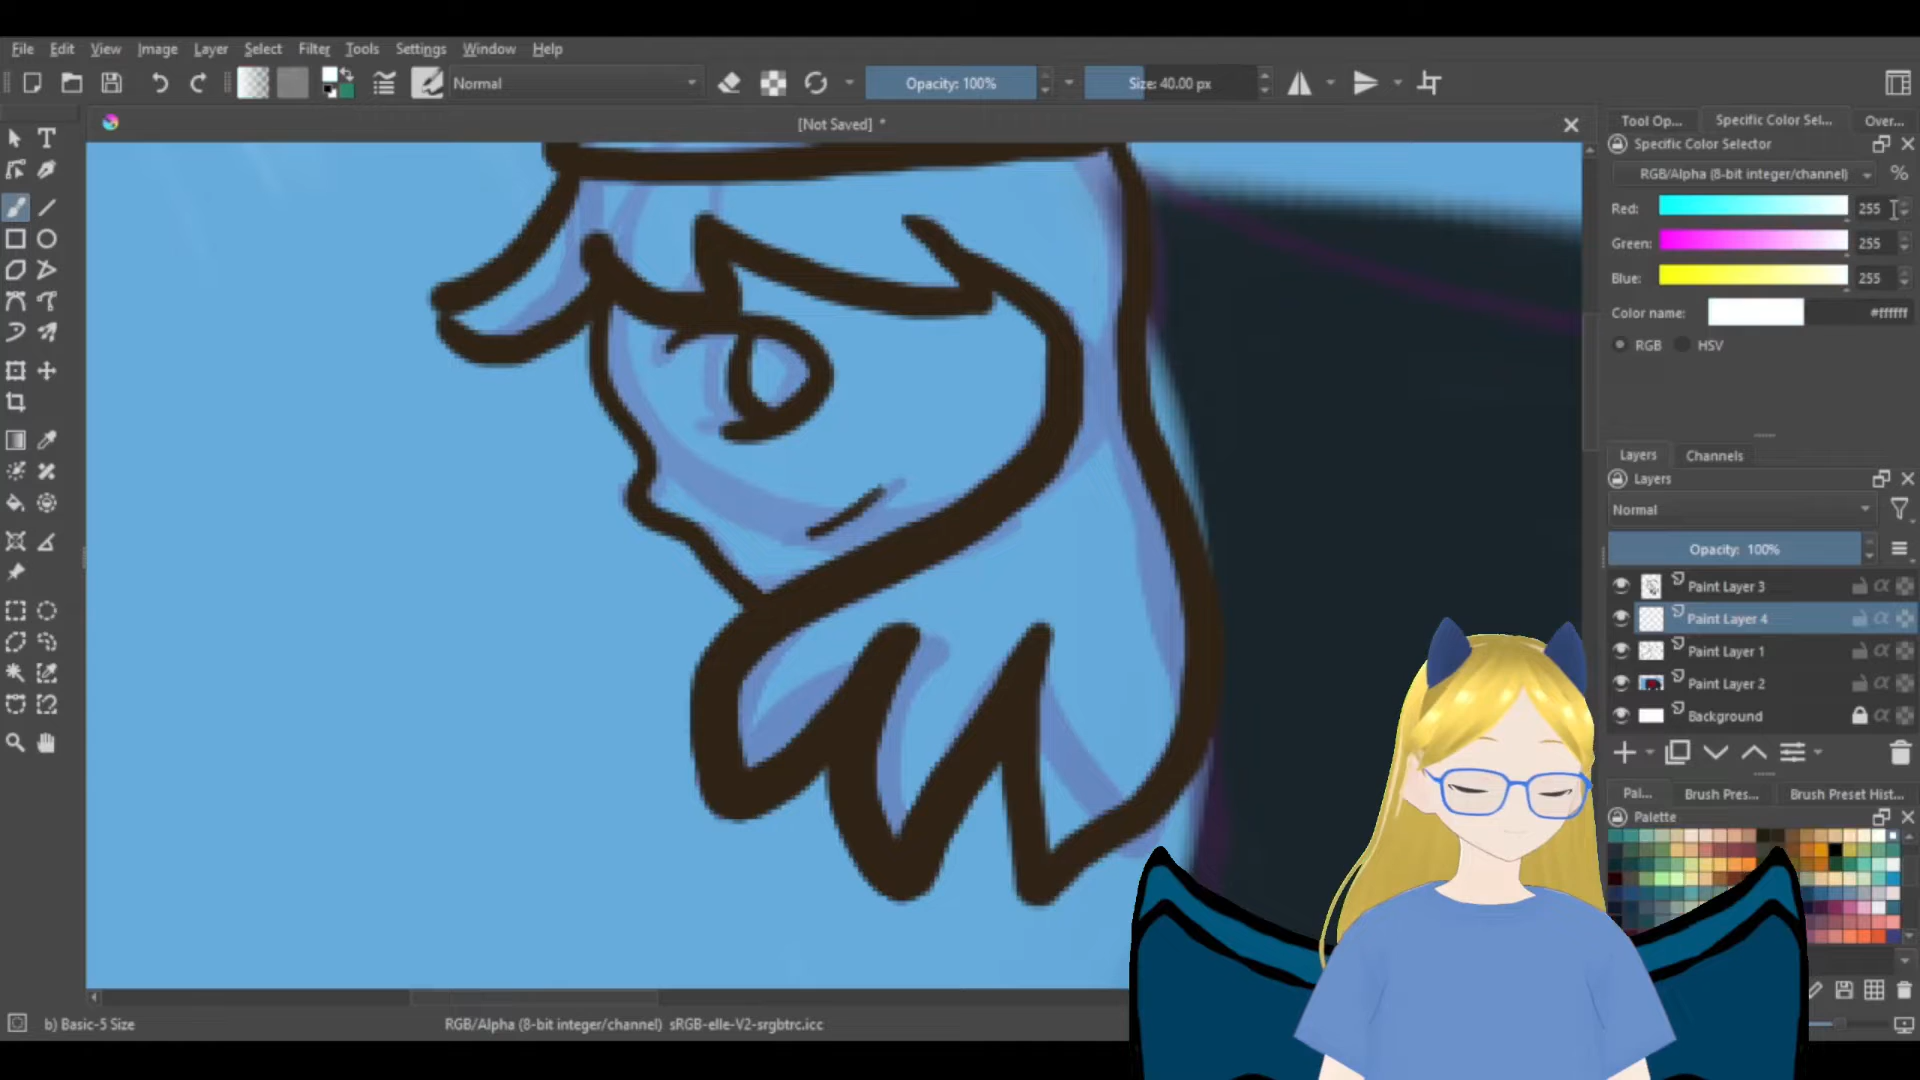 File Edit View Image Layer Select Filter Tools Settings Window Help
Normal
Opacity: 100%
Size: 40.00 px
[Not Saved] *
Tool Op... Specific Color Sel... Over...
Specific Color Selector
RGB/Alpha (8-bit integer/channel) %
Red: 255
Green: 255
Blue: 255
Color name: #ffffff
RGB HSV
Layers Channels
Layers
Normal
Opacity: 100%
Paint Layer 3
Paint Layer 4
Paint Layer 1
Paint Layer 2
Background
Pal... Brush Pres... Brush Preset Hist...
Palette
b) Basic-5 Size
RGB/Alpha (8-bit integer/channel) sRGB-elle-V2-srgbtrc.icc